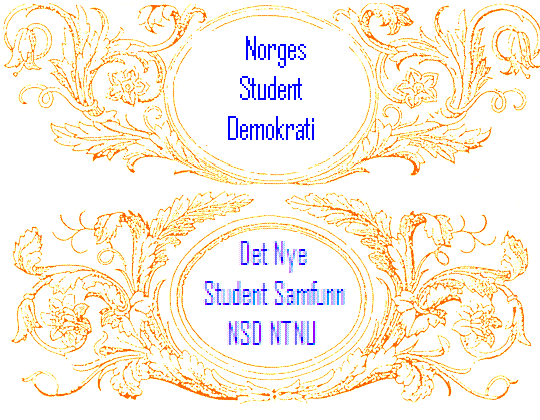 Norges
Student
Demokrati
Det Nye
Student Samfunn
NSD NTNU